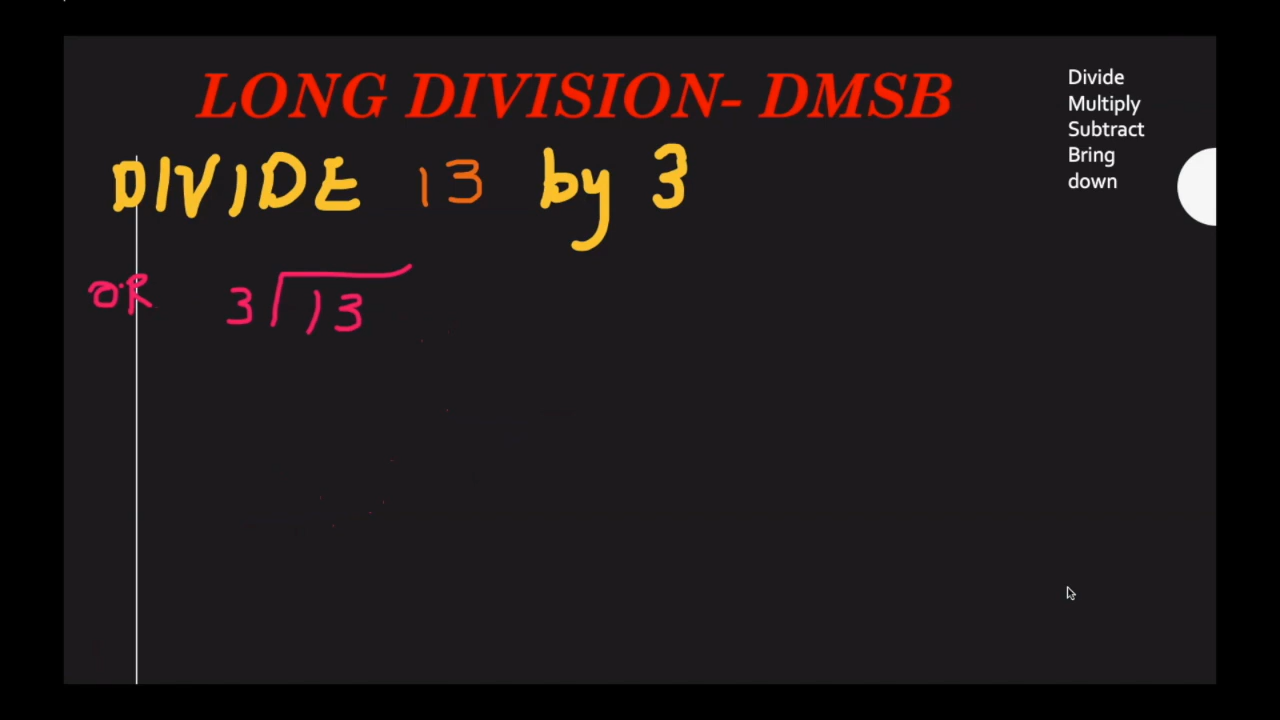 LONG DIVISION- DMSB
Divide
Multiply
Subtract
Bring
down
DIVIDE 13 by 3
OR 3 13